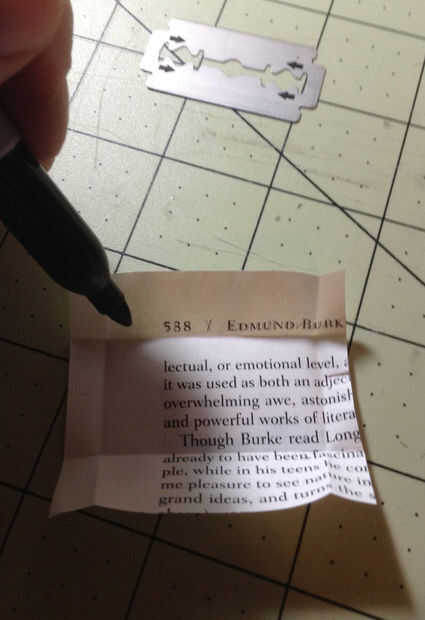 538 / EDMUND BURK
lectual, or emotional level,
it was used as both an adjec
overwhelming awe, astonish
and powerful works of litera
Though Burke read Long
already to have been fascina
ple, while in his teens he con
me pleasure to see nature in
grand ideas, and turns the s